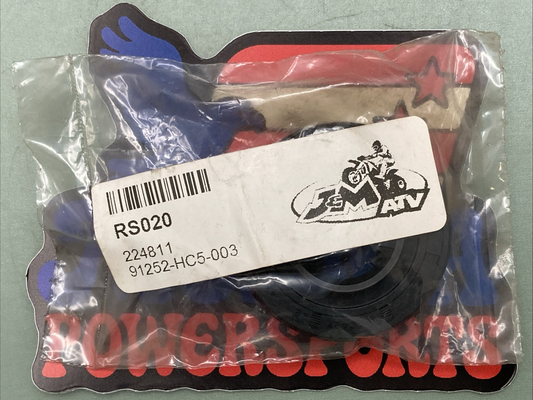 RS020
224811
91252-HC5-003
J&M
ATV
POWERSPORTS